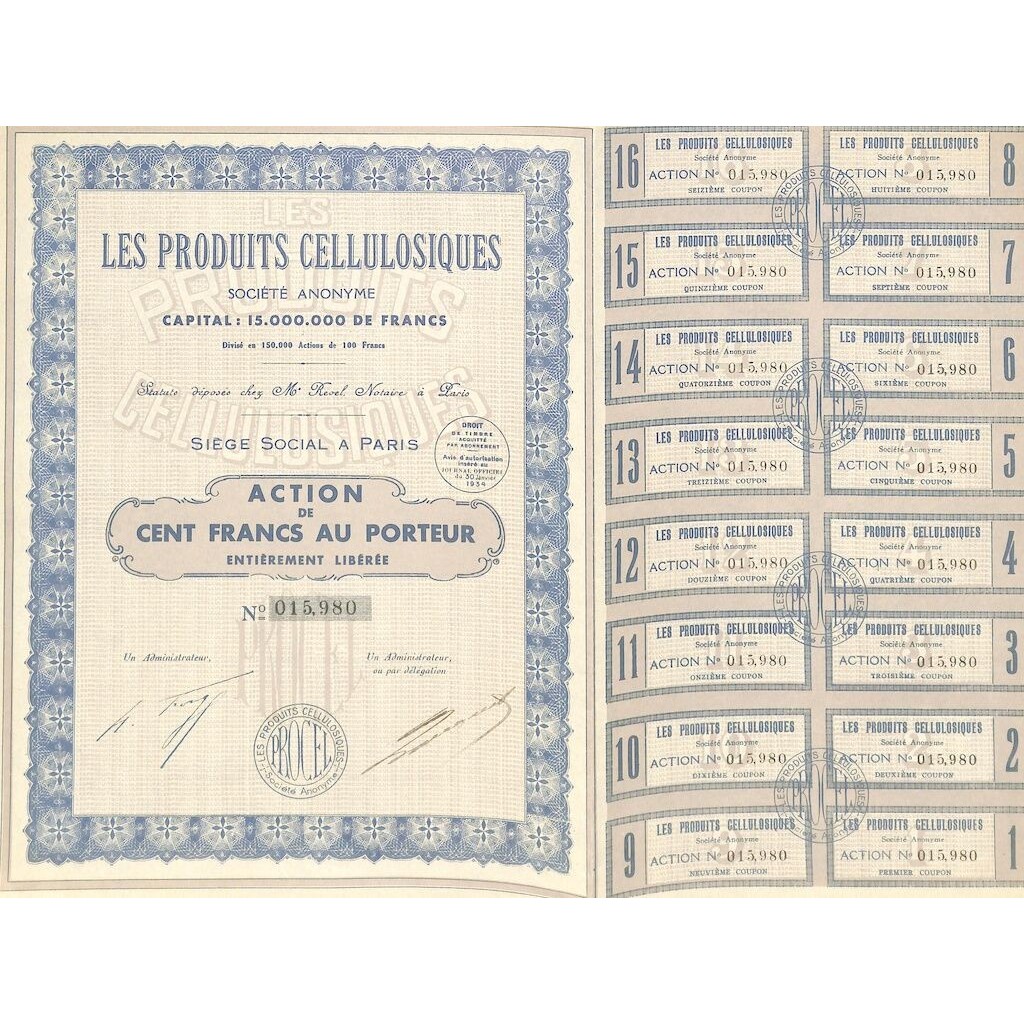 LES PRODUITS CELLULOSIQUES
LES PRODUITS CELLULOSIQUES
SOCIÉTÉ ANONYME
CAPITAL: 15.000.000 DE FRANCS
Divisé en 150.000 Actions de 100 Francs
Statuts déposés chez Me Revel, Notaire à Paris
SIÈGE SOCIAL A PARIS
DROIT
DE TIMBRE
ACQUITTÉ
PAR ABONNEMENT
Avis d'autorisation
inséré au
JOURNAL OFFICIEL
du 30 Janvier
1934
ACTION
DE
CENT FRANCS AU PORTEUR
ENTIÈREMENT LIBÉRÉE
No 015,980
PROCEL
Un Administrateur,
Un Administrateur,
ou par délégation
LES PRODUITS CELLULOSIQUES
PROCEL
Société Anonyme
16
LES PRODUITS CELLULOSIQUES
Société Anonyme
ACTION No 015,980
SEIZIÈME COUPON
LES PRODUITS CELLULOSIQUES
Société Anonyme
ACTION No 015,980
HUITIÈME COUPON
8
15
LES PRODUITS CELLULOSIQUES
Société Anonyme
ACTION No 015,980
QUINZIÈME COUPON
LES PRODUITS CELLULOSIQUES
Société Anonyme
ACTION No 015,980
SEPTIÈME COUPON
7
14
LES PRODUITS CELLULOSIQUES
Société Anonyme
ACTION No 015,980
QUATORZIÈME COUPON
LES PRODUITS CELLULOSIQUES
Société Anonyme
ACTION No 015,980
SIXIÈME COUPON
6
13
LES PRODUITS CELLULOSIQUES
Société Anonyme
ACTION No 015,980
TREIZIÈME COUPON
LES PRODUITS CELLULOSIQUES
Société Anonyme
ACTION No 015,980
CINQUIÈME COUPON
5
12
LES PRODUITS CELLULOSIQUES
Société Anonyme
ACTION No 015,980
DOUZIÈME COUPON
LES PRODUITS CELLULOSIQUES
Société Anonyme
ACTION No 015,980
QUATRIÈME COUPON
4
11
LES PRODUITS CELLULOSIQUES
Société Anonyme
ACTION No 015,980
ONZIÈME COUPON
LES PRODUITS CELLULOSIQUES
Société Anonyme
ACTION No 015,980
TROISIÈME COUPON
3
10
LES PRODUITS CELLULOSIQUES
Société Anonyme
ACTION No 015,980
DIXIÈME COUPON
LES PRODUITS CELLULOSIQUES
Société Anonyme
ACTION No 015,980
DEUXIÈME COUPON
2
9
LES PRODUITS CELLULOSIQUES
Société Anonyme
ACTION No 015,980
NEUVIÈME COUPON
LES PRODUITS CELLULOSIQUES
Société Anonyme
ACTION No 015,980
PREMIER COUPON
1